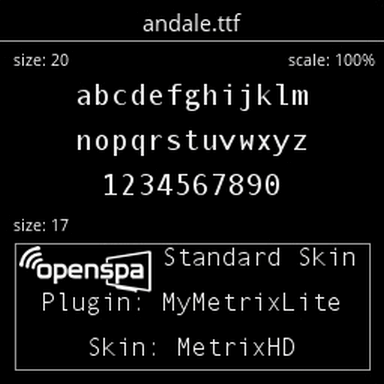 andale.ttf
size: 20 scale: 100%
abcdefghijklm
nopqrstuvwxyz
1234567890
size: 17
openspa Standard Skin
Plugin: MyMetrixLite
Skin: MetrixHD